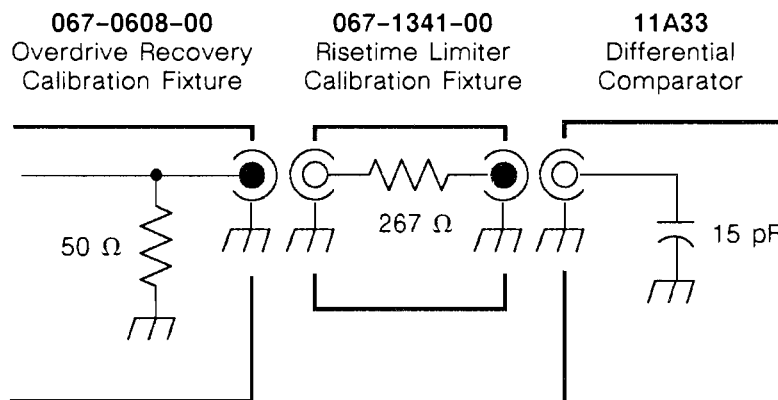 067-0608-00
Overdrive Recovery
Calibration Fixture
067-1341-00
Risetime Limiter
Calibration Fixture
11A33
Differential
Comparator
50 Ω
267 Ω
15 pF